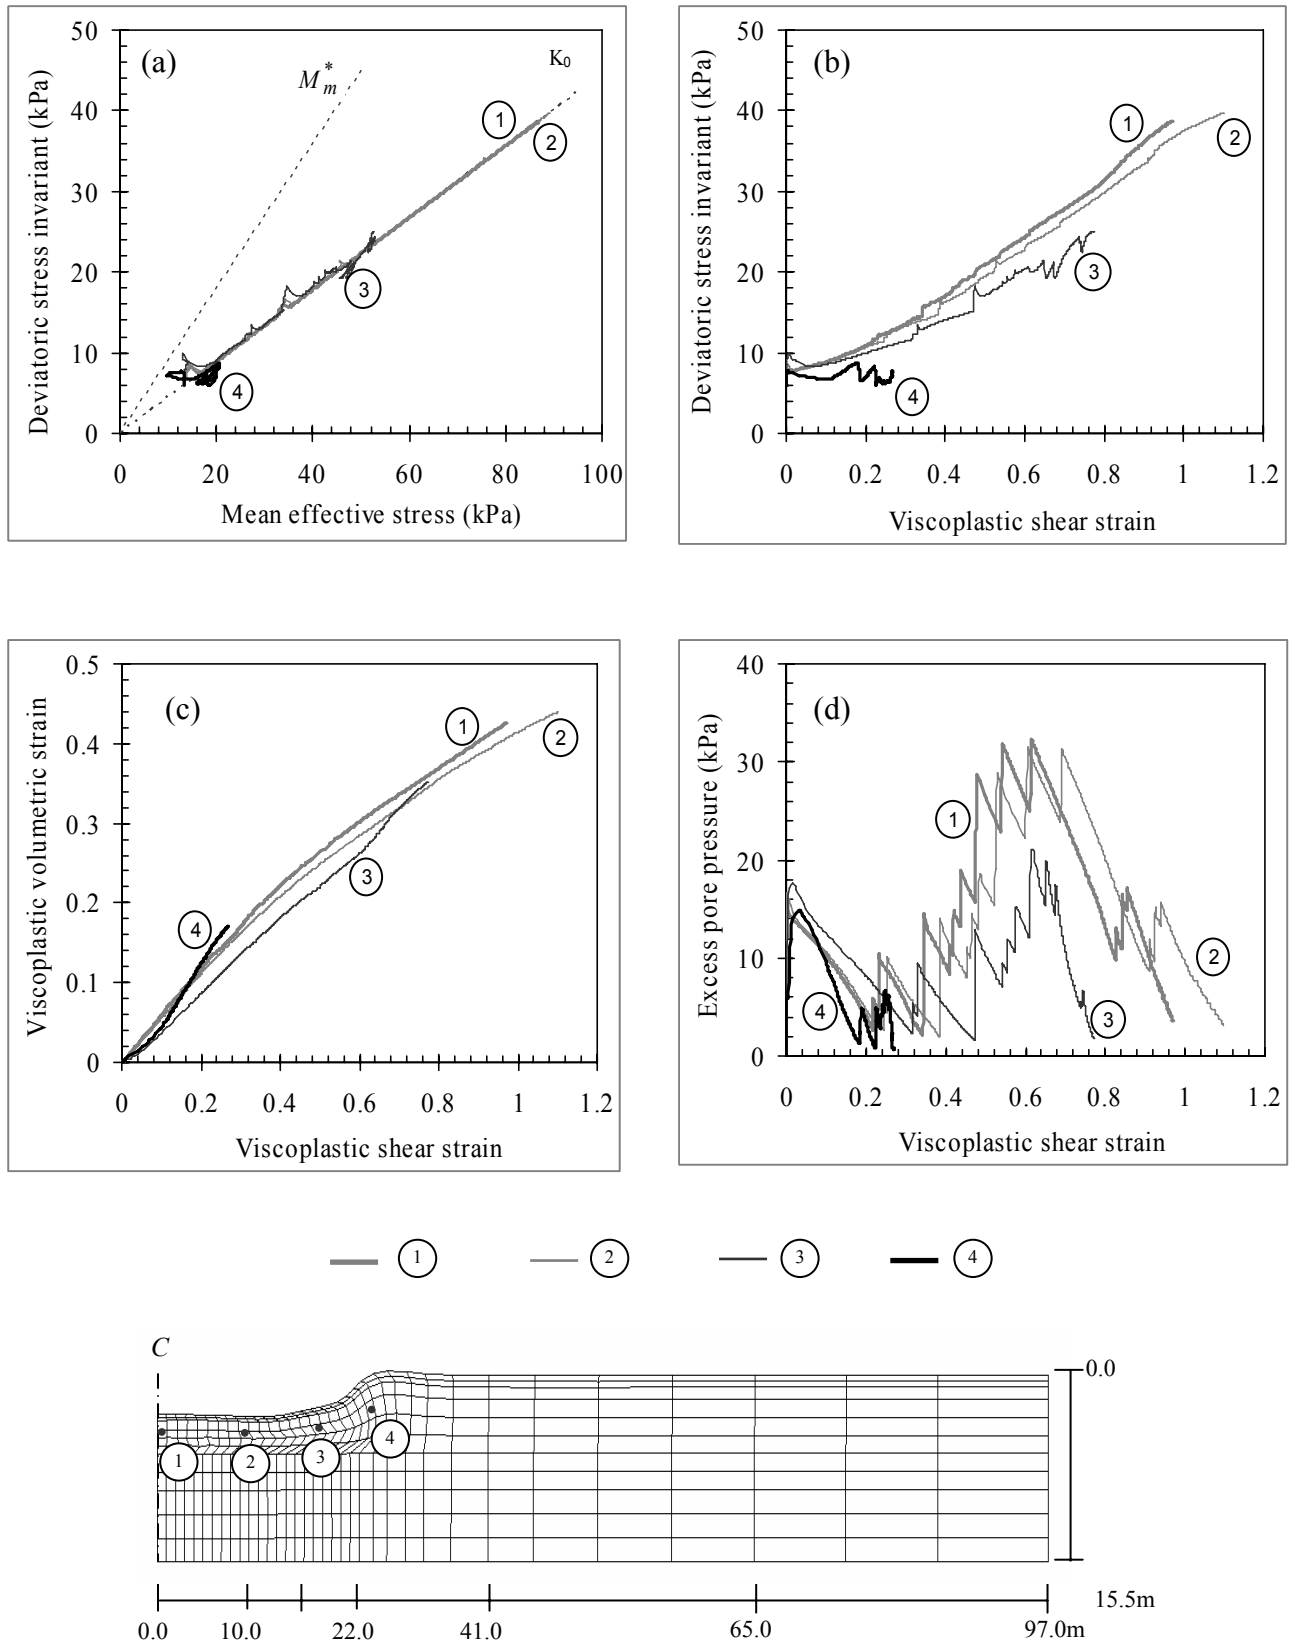 (a)
M*m
K0
1
2
3
4
50
40
30
20
10
0
0 20 40 60 80 100
Deviatoric stress invariant (kPa)
Mean effective stress (kPa)
(b)
1
2
3
4
50
40
30
20
10
0
0 0.2 0.4 0.6 0.8 1 1.2
Deviatoric stress invariant (kPa)
Viscoplastic shear strain
(c)
1
2
3
4
0.5
0.4
0.3
0.2
0.1
0
0 0.2 0.4 0.6 0.8 1 1.2
Viscoplastic volumetric strain
Viscoplastic shear strain
(d)
1
2
3
4
40
30
20
10
0
0 0.2 0.4 0.6 0.8 1 1.2
Excess pore pressure (kPa)
Viscoplastic shear strain
1 2 3 4
C
0.0
1 2 3 4
15.5m
0.0 10.0 22.0 41.0 65.0 97.0m